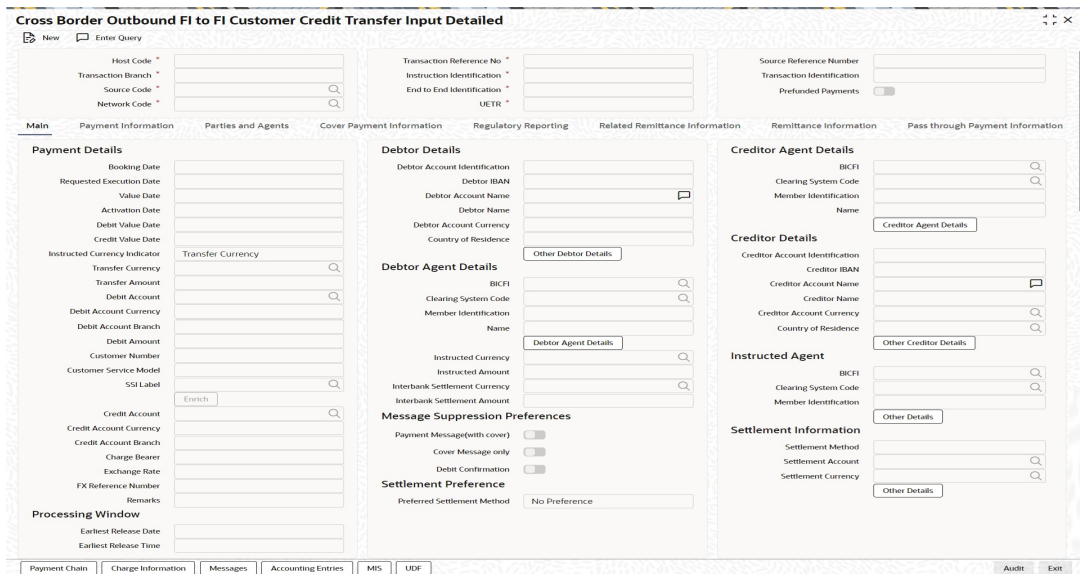 Cross Border Outbound FI to FI Customer Credit Transfer Input Detailed
New Enter Query
Host Code *
Transaction Branch *
Source Code *
Network Code *
Transaction Reference No *
Instruction Identification *
End to End Identification *
UETR *
Source Reference Number
Transaction Identification
Prefunded Payments
Main Payment Information Parties and Agents Cover Payment Information Regulatory Reporting Related Remittance Information Remittance Information Pass through Payment Information
Payment Details
Booking Date
Requested Execution Date
Value Date
Activation Date
Debit Value Date
Credit Value Date
Instructed Currency Indicator Transfer Currency
Transfer Currency
Transfer Amount
Debit Account
Debit Account Currency
Debit Account Branch
Debit Amount
Customer Number
Customer Service Model
SSI Label
Enrich
Credit Account
Credit Account Currency
Credit Account Branch
Charge Bearer
Exchange Rate
FX Reference Number
Remarks
Processing Window
Earliest Release Date
Earliest Release Time
Debtor Details
Debtor Account Identification
Debtor IBAN
Debtor Account Name
Debtor Name
Debtor Account Currency
Country of Residence
Other Debtor Details
Debtor Agent Details
BICFI
Clearing System Code
Member Identification
Name
Debtor Agent Details
Instructed Currency
Instructed Amount
Interbank Settlement Currency
Interbank Settlement Amount
Message Suppression Preferences
Payment Message(with cover)
Cover Message only
Debit Confirmation
Settlement Preference
Preferred Settlement Method No Preference
Creditor Agent Details
BICFI
Clearing System Code
Member Identification
Name
Creditor Agent Details
Creditor Details
Creditor Account Identification
Creditor IBAN
Creditor Account Name
Creditor Name
Creditor Account Currency
Country of Residence
Other Creditor Details
Instructed Agent
BICFI
Clearing System Code
Member Identification
Other Details
Settlement Information
Settlement Method
Settlement Account
Settlement Currency
Other Details
Payment Chain Charge Information Messages Accounting Entries MIS UDF Audit Exit